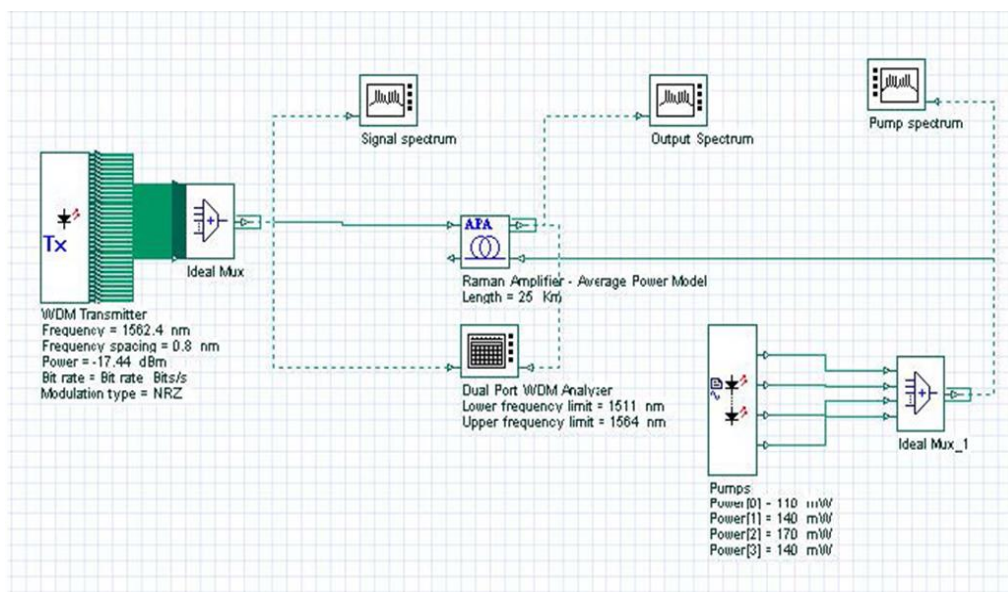 Signal spectrum
Output Spectrum
Pump spectrum
Tx
Ideal Mux
APA
Raman Amplifier - Average Power Model
Length = 25 Km
WDM Transmitter
Frequency = 1562.4 nm
Frequency spacing = 0.8 nm
Power = -17.44 dBm
Bit rate = Bit rate Bits/s
Modulation type = NRZ
Dual Port WDM Analyzer
Lower frequency limit = 1511 nm
Upper frequency limit = 1564 nm
Ideal Mux_1
Pumps
Power[0] = 110 mW
Power[1] = 140 mW
Power[2] = 170 mW
Power[3] = 140 mW